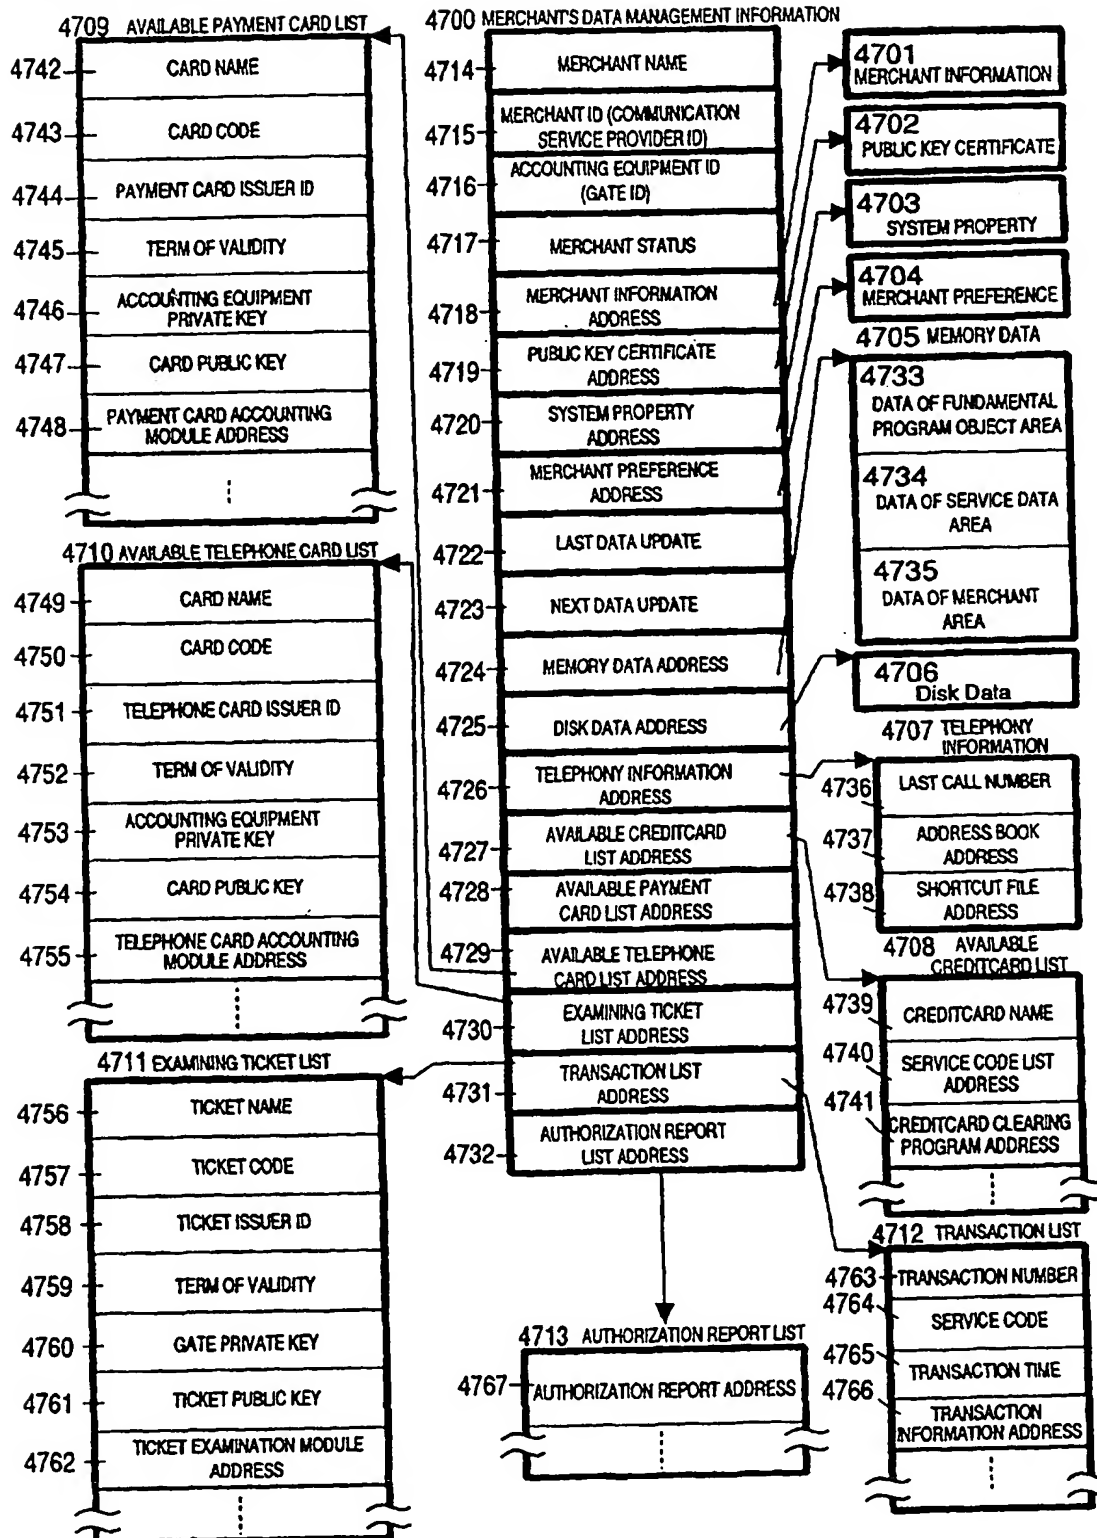 4709 AVAILABLE PAYMENT CARD LIST
4742 CARD NAME
4743 CARD CODE
4744 PAYMENT CARD ISSUER ID
4745 TERM OF VALIDITY
4746 ACCOUNTING EQUIPMENT
PRIVATE KEY
4747 CARD PUBLIC KEY
4748 PAYMENT CARD ACCOUNTING
MODULE ADDRESS
4710 AVAILABLE TELEPHONE CARD LIST
4749 CARD NAME
4750 CARD CODE
4751 TELEPHONE CARD ISSUER ID
4752 TERM OF VALIDITY
4753 ACCOUNTING EQUIPMENT
PRIVATE KEY
4754 CARD PUBLIC KEY
4755 TELEPHONE CARD ACCOUNTING
MODULE ADDRESS
4711 EXAMINING TICKET LIST
4756 TICKET NAME
4757 TICKET CODE
4758 TICKET ISSUER ID
4759 TERM OF VALIDITY
4760 GATE PRIVATE KEY
4761 TICKET PUBLIC KEY
4762 TICKET EXAMINATION MODULE
ADDRESS
4700 MERCHANT'S DATA MANAGEMENT INFORMATION
4714 MERCHANT NAME
4715 MERCHANT ID (COMMUNICATION
SERVICE PROVIDER ID)
4716 ACCOUNTING EQUIPMENT ID
(GATE ID)
4717 MERCHANT STATUS
4718 MERCHANT INFORMATION
ADDRESS
4719 PUBLIC KEY CERTIFICATE
ADDRESS
4720 SYSTEM PROPERTY
ADDRESS
4721 MERCHANT PREFERENCE
ADDRESS
4722 LAST DATA UPDATE
4723 NEXT DATA UPDATE
4724 MEMORY DATA ADDRESS
4725 DISK DATA ADDRESS
4726 TELEPHONY INFORMATION
ADDRESS
4727 AVAILABLE CREDITCARD
LIST ADDRESS
4728 AVAILABLE PAYMENT
CARD LIST ADDRESS
4729 AVAILABLE TELEPHONE
CARD LIST ADDRESS
4730 EXAMINING TICKET
LIST ADDRESS
4731 TRANSACTION LIST
ADDRESS
4732 AUTHORIZATION REPORT
LIST ADDRESS
4713 AUTHORIZATION REPORT LIST
4767 AUTHORIZATION REPORT ADDRESS
4701
MERCHANT INFORMATION
4702
PUBLIC KEY CERTIFICATE
4703
SYSTEM PROPERTY
4704
MERCHANT PREFERENCE
4705 MEMORY DATA
4733
DATA OF FUNDAMENTAL
PROGRAM OBJECT AREA
4734
DATA OF SERVICE DATA
AREA
4735
DATA OF MERCHANT
AREA
4706
Disk Data
4707 TELEPHONY
INFORMATION
4736 LAST CALL NUMBER
4737 ADDRESS BOOK
ADDRESS
4738 SHORTCUT FILE
ADDRESS
4708 AVAILABLE
CREDITCARD LIST
4739 CREDITCARD NAME
4740 SERVICE CODE LIST
ADDRESS
4741 CREDITCARD CLEARING
PROGRAM ADDRESS
4712 TRANSACTION LIST
4763 TRANSACTION NUMBER
4764 SERVICE CODE
4765 TRANSACTION TIME
4766 TRANSACTION
INFORMATION ADDRESS